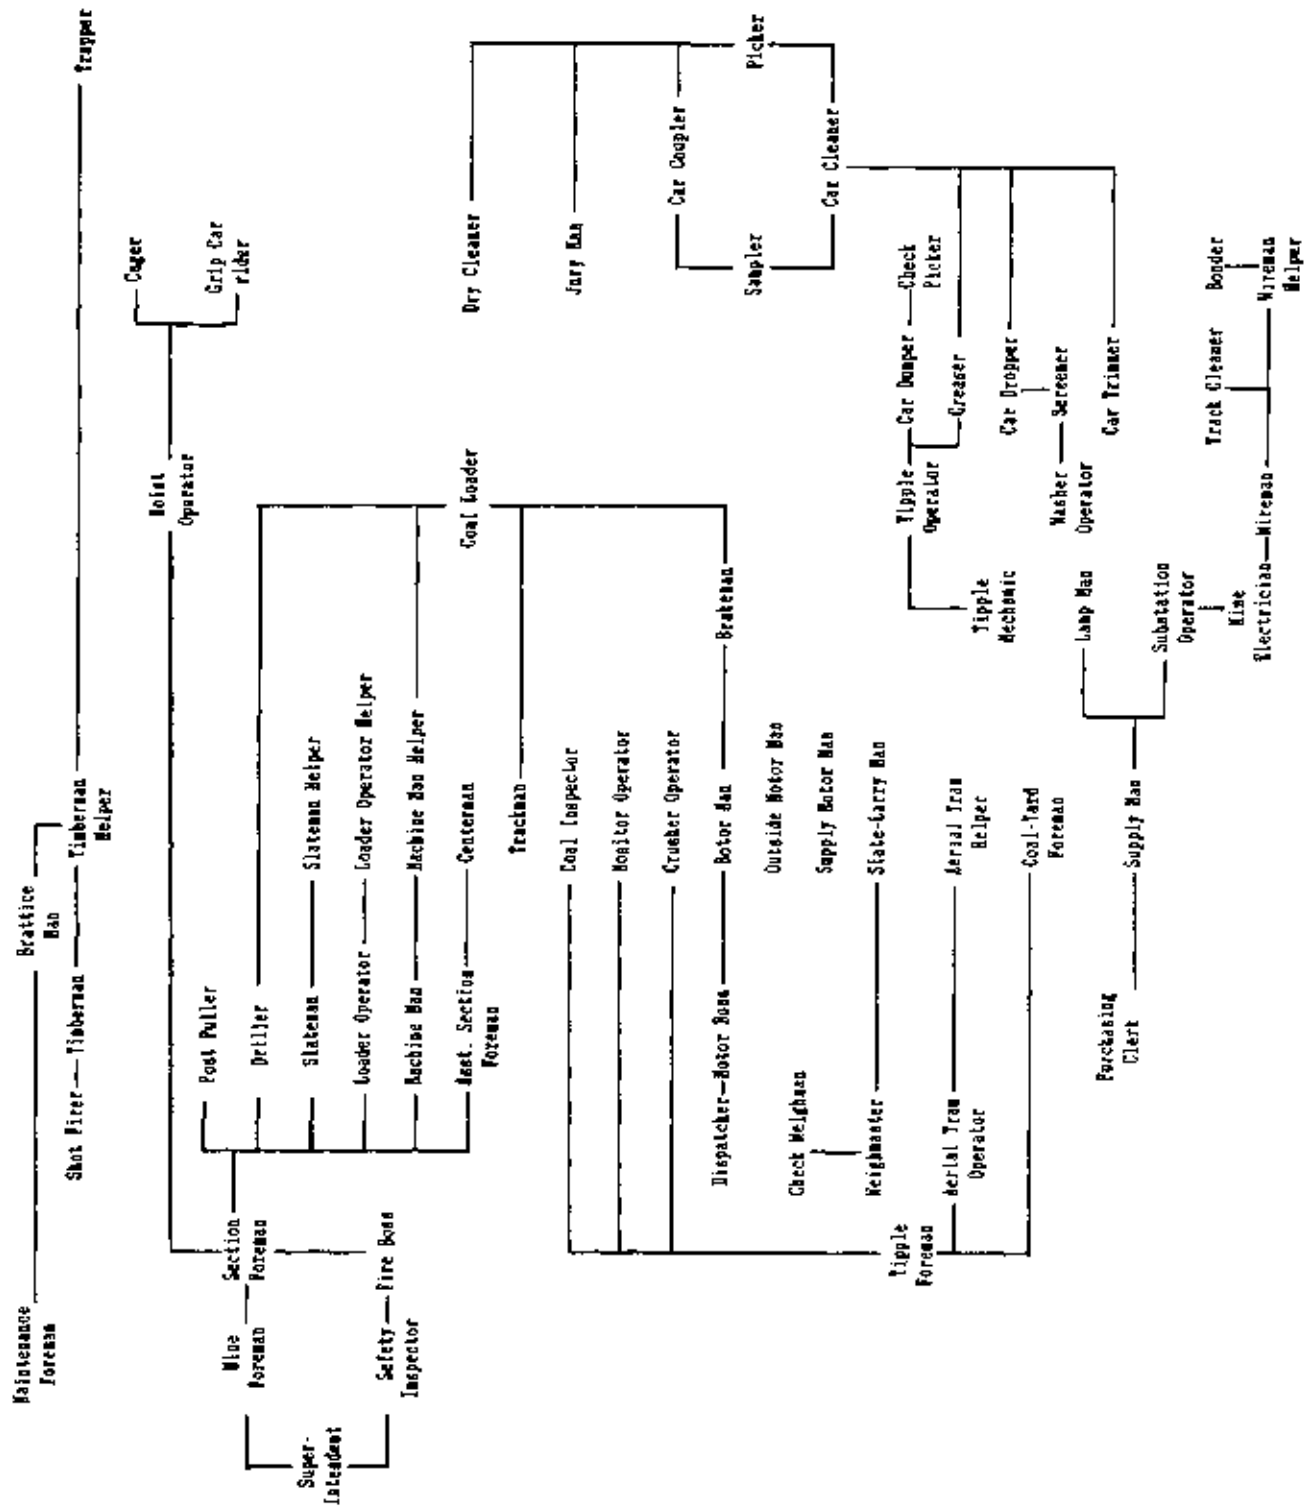 Maintenance
Foreman
Brattice
Man
Shot Firer
Timberman
Timberman
Helper
Trapper
Hoist
Operator
Cager
Grip Car
rider
Super-
intendent
Mine
Foreman
Safety
Inspector
Section
Foreman
Fire Boss
Post Puller
Driller
Slateman
Slateman Helper
Loader Operator
Loader Operator Helper
Machine Man
Machine Man Helper
Asst. Section
Foreman
Centerman
Trackman
Coal Loader
Dry Cleaner
Jury Man
Car Coupler
Picker
Sampler
Car Cleaner
Coal Inspector
Monitor Operator
Crusher Operator
Dispatcher
Motor Boss
Motor Man
Brakeman
Outside Motor Man
Supply Motor Man
Check Weighman
Weighmaster
Slate-Larry Man
Tipple
Foreman
Aerial Tram
Operator
Aerial Tram
Helper
Coal-Yard
Foreman
Tipple
Mechanic
Tipple
Operator
Car Dumper
Check
Picker
Greaser
Car Dropper
Washer
Operator
Screener
Car Trimmer
Purchasing
Clerk
Supply Man
Lamp Man
Substation
Operator
Mine
Electrician
Wireman
Track Cleaner
Bonder
Wireman
Helper